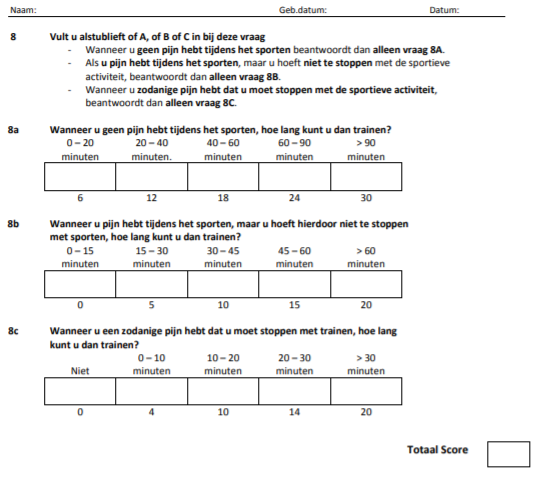 Naam: Geb.datum: Datum:
8 Vult u alstublieft of A, of B of C in bij deze vraag
- Wanneer u geen pijn hebt tijdens het sporten beantwoordt dan alleen vraag 8A.
- Als u pijn hebt tijdens het sporten, maar u hoeft niet te stoppen met de sportieve
activiteit, beantwoordt dan alleen vraag 8B.
- Wanneer u zodanige pijn hebt dat u moet stoppen met de sportieve activiteit,
beantwoordt dan alleen vraag 8C.
8a Wanneer u geen pijn hebt tijdens het sporten, hoe lang kunt u dan trainen?
0 – 20 20 – 40 40 – 60 60 – 90 > 90
minuten minuten. minuten minuten minuten
6 12 18 24 30
8b Wanneer u pijn hebt tijdens het sporten, maar u hoeft hierdoor niet te stoppen
met sporten, hoe lang kunt u dan trainen?
0 – 15 15 – 30 30 – 45 45 – 60 > 60
minuten minuten minuten minuten minuten
0 5 10 15 20
8c Wanneer u een zodanige pijn hebt dat u moet stoppen met trainen, hoe lang
kunt u dan trainen?
0 – 10 10 – 20 20 – 30 > 30
Niet minuten minuten minuten minuten
0 4 10 14 20
Totaal Score